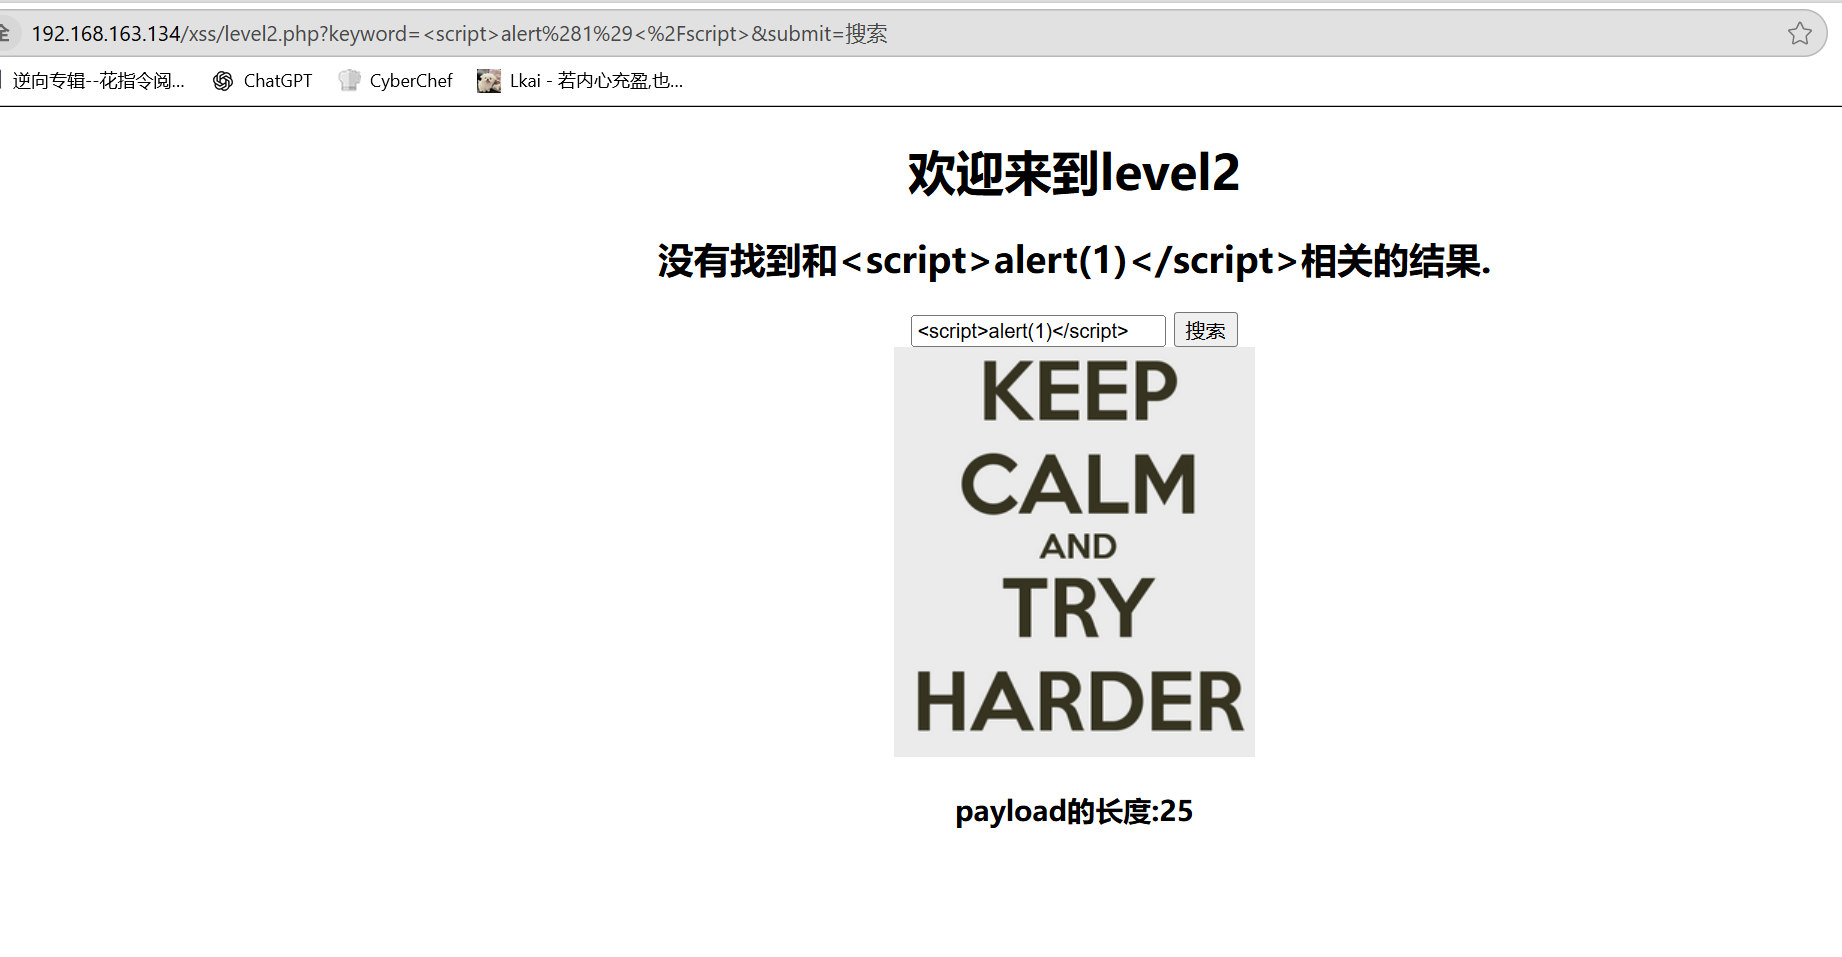 192.168.163.134/xss/level2.php?keyword=<script>alert%281%29<%2Fscript>&submit=搜索
逆向专辑--花指令阅... ChatGPT CyberChef Lkai - 若内心充盈,也...
欢迎来到level2
没有找到和<script>alert(1)</script>相关的结果.
<script>alert(1)</script> 搜索
KEEP
CALM
AND
TRY
HARDER
payload的长度:25